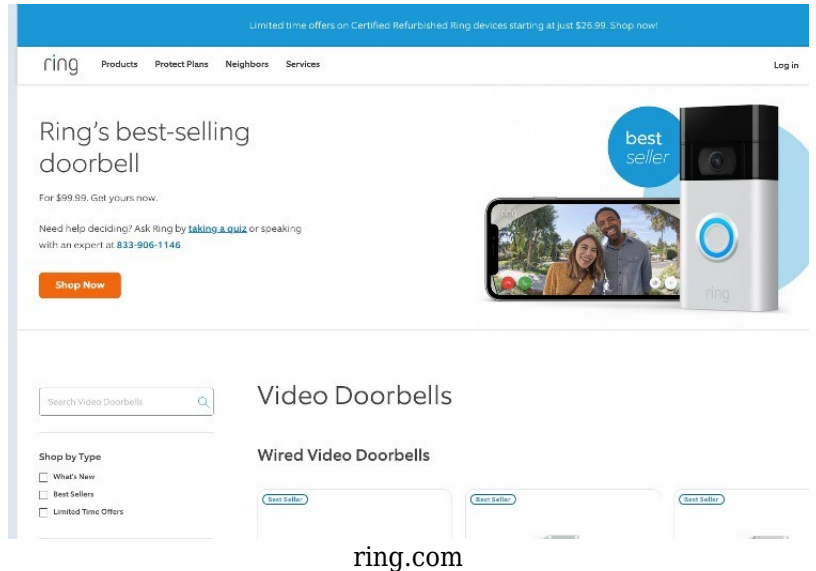 Limited time offers on Certified Refurbished Ring devices starting at just $26.99. Shop now!
ring Products Protect Plans Neighbors Services Log in
Ring's best-selling
doorbell
For $99.99. Get yours now.
Need help deciding? Ask Ring by taking a quiz or speaking
with an expert at 833-906-1146
Shop Now
best
seller
ring
ring
Search Video Doorbells
Video Doorbells
Shop by Type
What's New
Best Sellers
Limited Time Offers
Wired Video Doorbells
Best Seller Best Seller Best Seller
ring.com